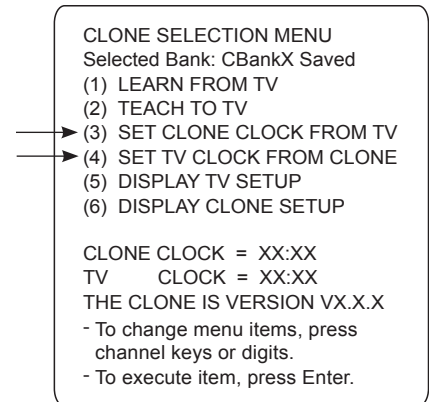 CLONE SELECTION MENU
Selected Bank: CBankX Saved
(1) LEARN FROM TV
(2) TEACH TO TV
(3) SET CLONE CLOCK FROM TV
(4) SET TV CLOCK FROM CLONE
(5) DISPLAY TV SETUP
(6) DISPLAY CLONE SETUP
CLONE CLOCK = XX:XX
TV CLOCK = XX:XX
THE CLONE IS VERSION VX.X.X
- To change menu items, press
channel keys or digits.
- To execute item, press Enter.